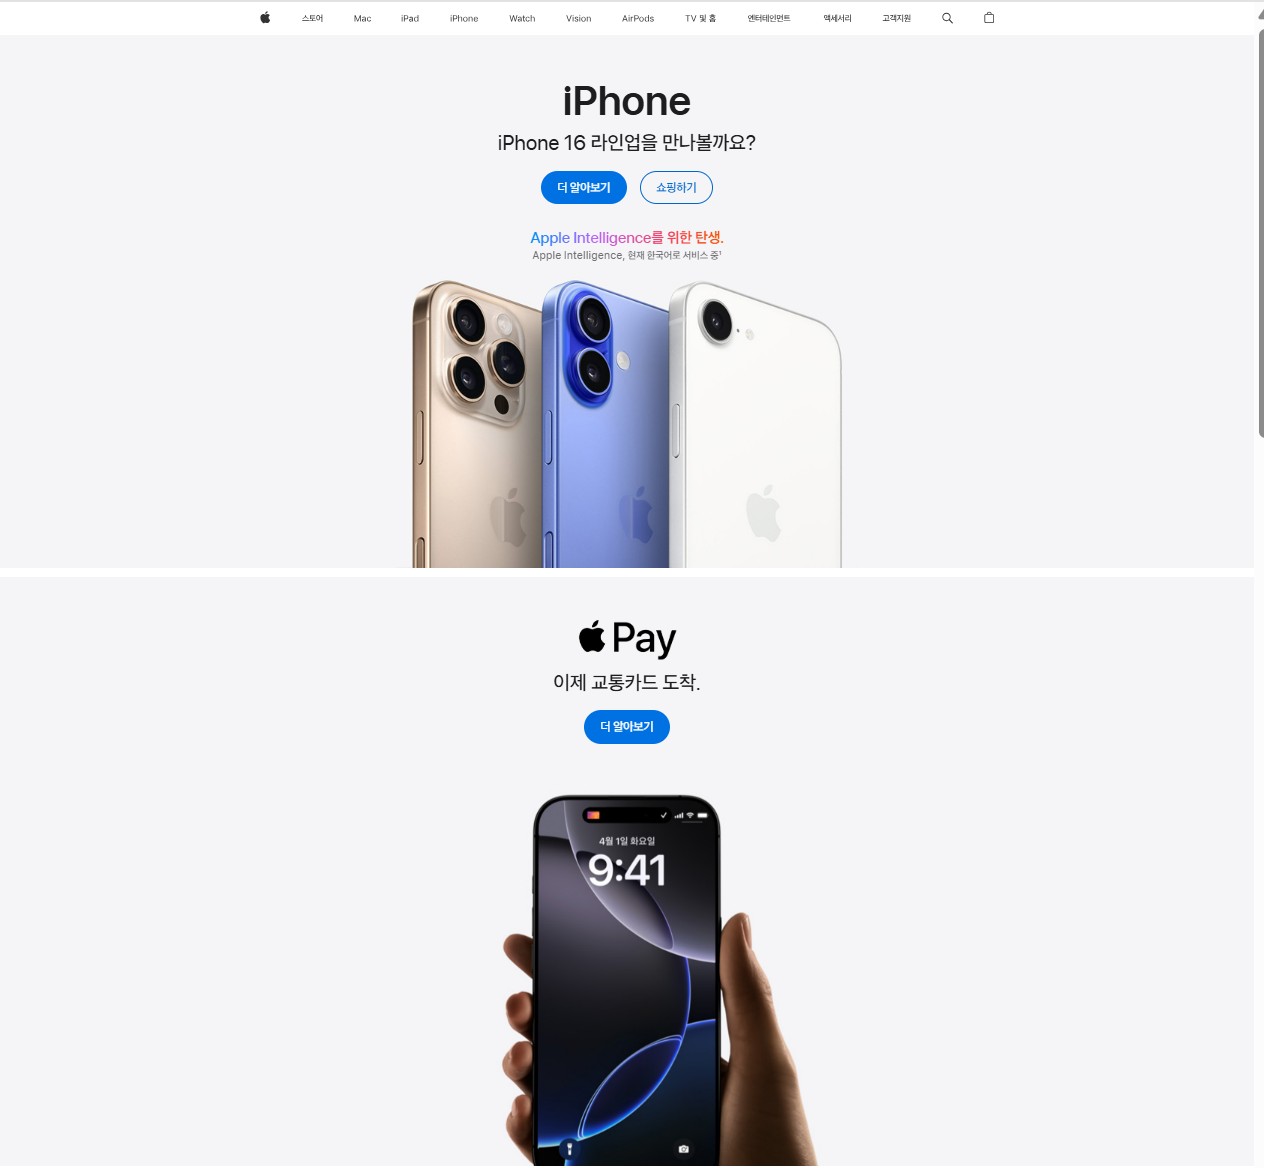 스토어 Mac iPad iPhone Watch Vision AirPods TV 및 홈 엔터테인먼트 액세서리 고객지원
iPhone
iPhone 16 라인업을 만나볼까요?
더 알아보기 쇼핑하기
Apple Intelligence를 위한 탄생.
Apple Intelligence, 현재 한국어로 서비스 중¹
Pay
이제 교통카드 도착.
더 알아보기
4월 1일 화요일
9:41